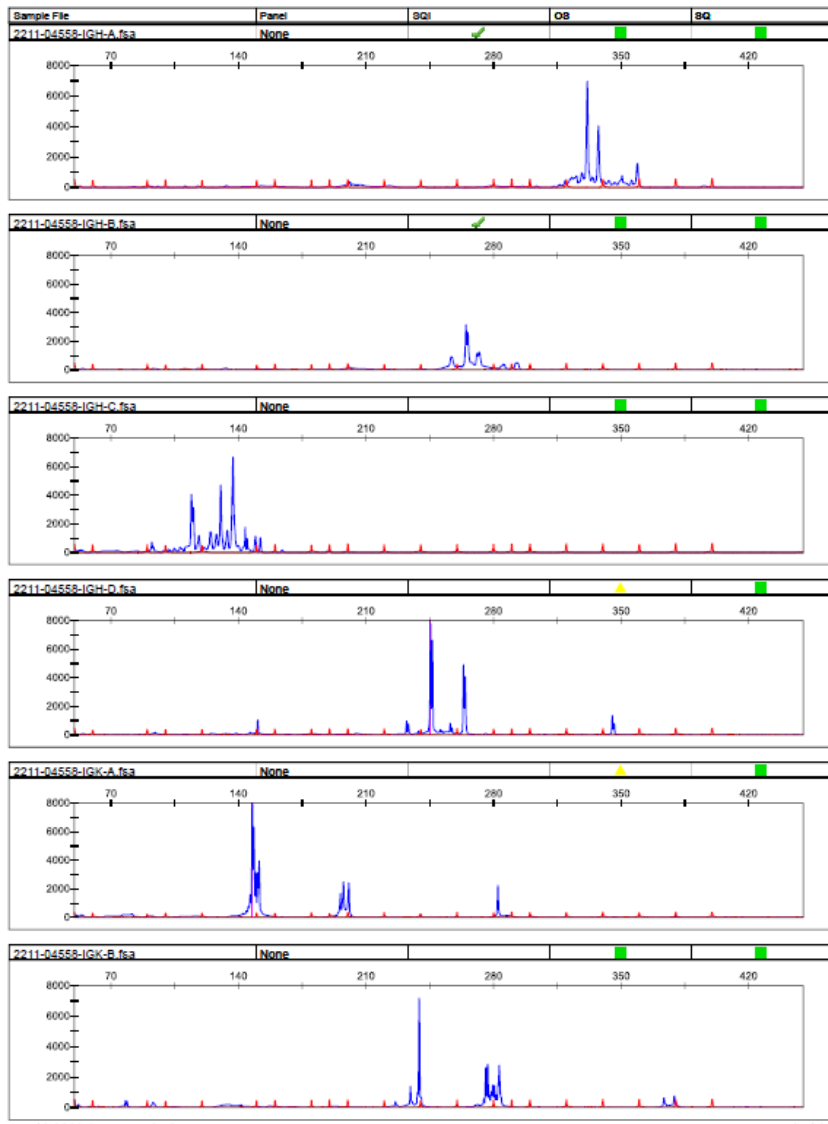 Sample File Panel SQI OS SQ
2211-04558-IGH-A.fsa None
70 140 210 280 350 420
8000
6000
4000
2000
0
2211-04558-IGH-B.fsa None
70 140 210 280 350 420
8000
6000
4000
2000
0
2211-04558-IGH-C.fsa None
70 140 210 280 350 420
8000
6000
4000
2000
0
2211-04558-IGH-D.fsa None
70 140 210 280 350 420
8000
6000
4000
2000
0
2211-04558-IGK-A.fsa None
70 140 210 280 350 420
8000
6000
4000
2000
0
2211-04558-IGK-B.fsa None
70 140 210 280 350 420
8000
6000
4000
2000
0